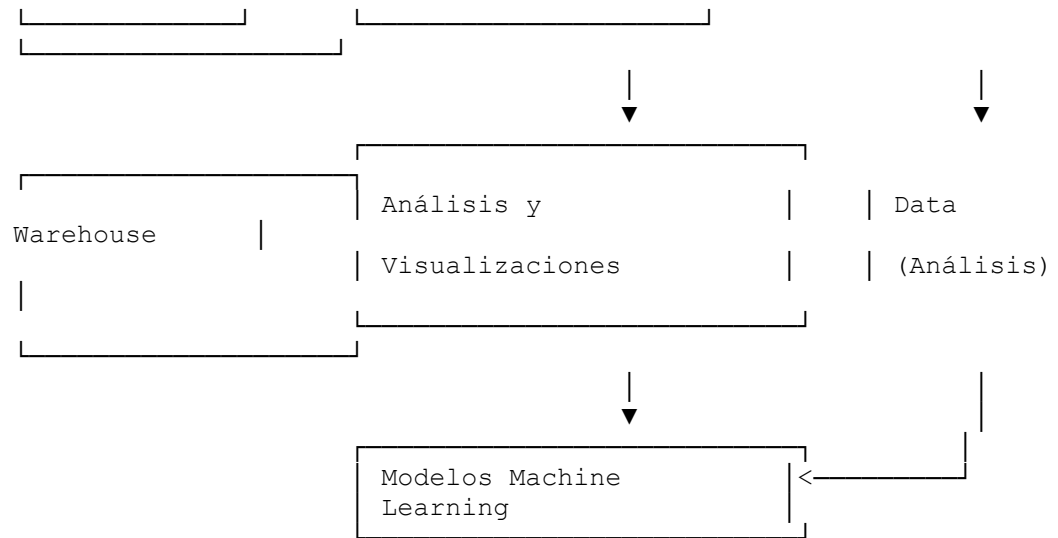 Análisis y Data
Warehouse
Visualizaciones (Análisis)
Modelos Machine
Learning